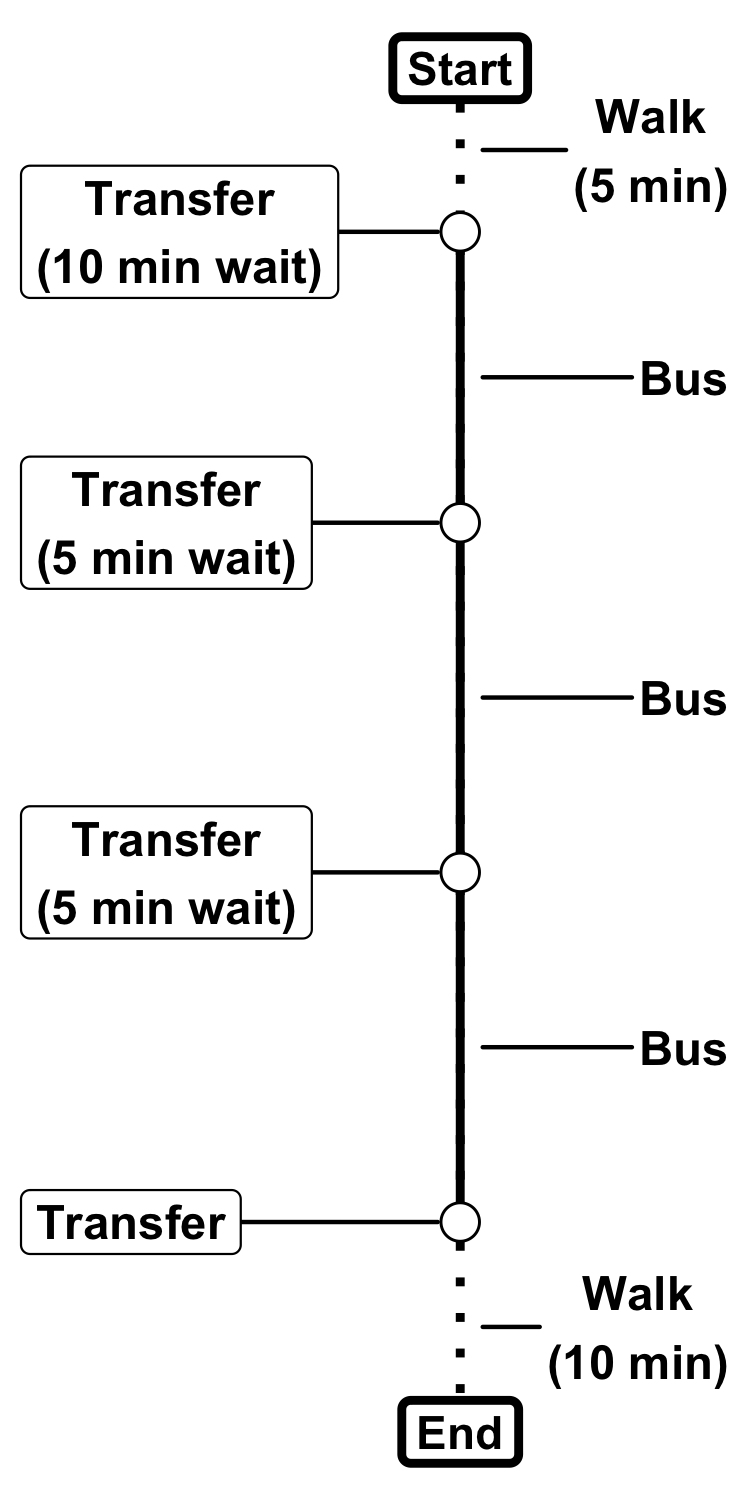 Start
Walk
(5 min)
Transfer
(10 min wait)
Bus
Transfer
(5 min wait)
Bus
Transfer
(5 min wait)
Bus
Transfer
Walk
(10 min)
End